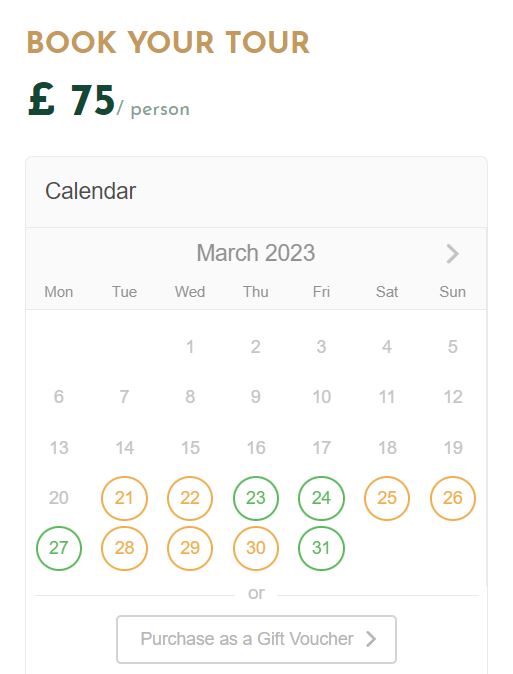 BOOK YOUR TOUR
£ 75/ person
Calendar
March 2023
Mon Tue Wed Thu Fri Sat Sun
1 2 3 4 5
6 7 8 9 10 11 12
13 14 15 16 17 18 19
20 21 22 23 24 25 26
27 28 29 30 31
or
Purchase as a Gift Voucher